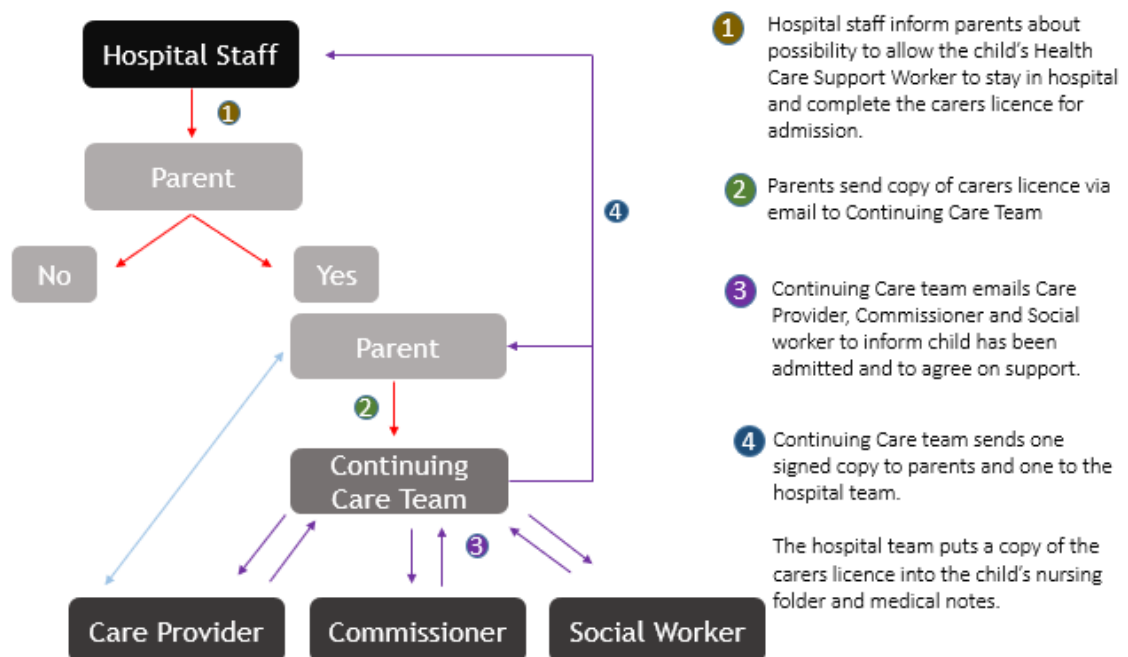 Hospital Staff
1
Parent
No
Yes
Parent
2
Continuing
Care Team
3
4
Care Provider
Commissioner
Social Worker
1
Hospital staff inform parents about
possibility to allow the child's Health
Care Support Worker to stay in hospital
and complete the carers licence for
admission.
2
Parents send copy of carers licence via
email to Continuing Care Team
3
Continuing Care team emails Care
Provider, Commissioner and Social
worker to inform child has been
admitted and to agree on support.
4
Continuing Care team sends one
signed copy to parents and one to the
hospital team.
The hospital team puts a copy of the
carers licence into the child's nursing
folder and medical notes.